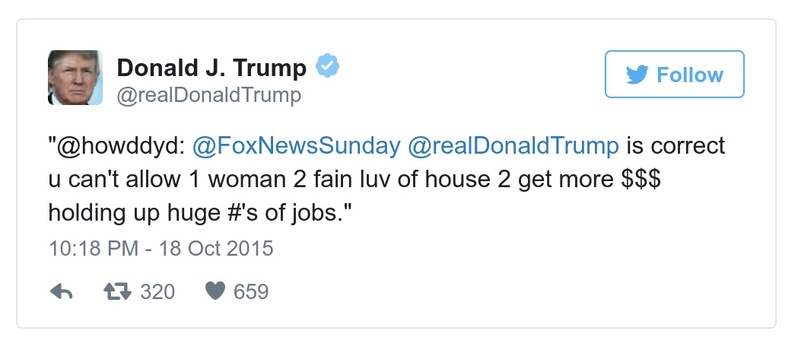 Donald J. Trump
@realDonaldTrump
Follow
"@howddyd: @FoxNewsSunday @realDonaldTrump is correct
u can't allow 1 woman 2 fain luv of house 2 get more $$$
holding up huge #'s of jobs."
10:18 PM - 18 Oct 2015
320 659